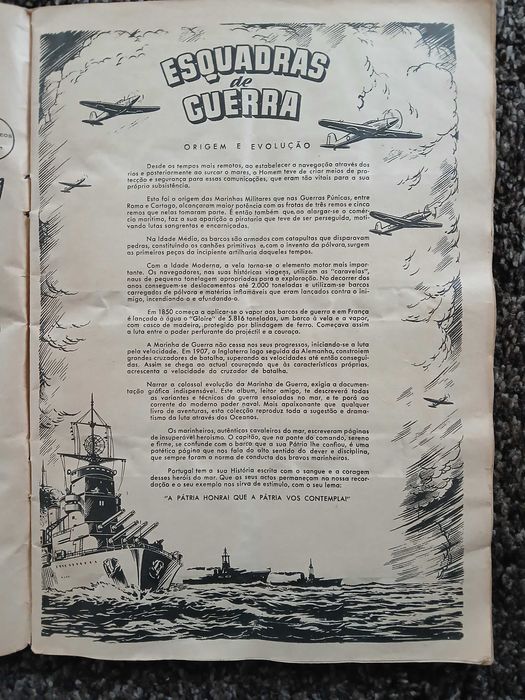 ESQUADRAS
de
GUERRA
ORIGEM E EVOLUÇÃO
Desde os tempos mais remotos, ao estabelecer a navegação através dos
rios e posteriormente ao surcar o mares, o Homem teve de criar meios de pro-
tecção e segurança para essas comunicações, que eram tão vitais para a sua
própria subsistência.
Esta foi a origem das Marinhas Militares que nas Guerras Púnicas, entre
Roma e Cartago, alcançaram maior potência com as frotas de três remos e cinco
remos que nelas tomaram parte. E então também que, ao alargar-se o comér-
cio marítimo, faz a sua aparição a pirataria que teve de ser perseguida, moti-
vando lutas sangrentas e encarniçadas.
Na Idade Média, os barcos são armados com catapultas que disparavam
pedras, constituindo os canhões primitivos e, com o invento da pólvora, surgem
as primeiras peças do incipiente artilharia daqueles tempos.
Com a Idade Moderna, a vela torna-se o elemento motor mais impor-
tante. Os navegadores, nas suas históricas viagens, utilizam as "caravelas",
naus de pequena tonelagem apropriadas para a exploração. No decorrer dos
anos conseguem-se deslocamentos até 2.000 toneladas e utilizam-se barcos
carregados de pólvora e matérias inflamáveis que eram lançados contra o ini-
migo, incendiando-o e afundando-o.
Em 1850 começa a aplicar-se o vapor aos barcos de guerra e em França
é lançado à água o "Gloire" de 5.816 toneladas, um barco à vela e a vapor,
com casco de madeira, protegido por blindagem de ferro. Começava assim
a luta entre o poder perfurante do projéctil e a couraça.
A Marinha de Guerra não cessa nos seus progressos, iniciando-se a luta
pela velocidade. Em 1907, a Inglaterra logo seguida da Alemanha, constroiem
grandes cruzadores de batalha, superando as velocidades até então consegui-
das. Assim se chega ao actual couraçado que às características próprias,
acrescenta a velocidade do cruzador de batalha.
Narrar a colossal evolução da Marinha de Guerra, exigia a documen-
tação gráfica indispensável. Este album, leitor amigo, te descreverá todas
as variantes e técnicas da guerra ensaiadas no mar, e te porá ao
corrente do moderno poder naval. Mais apaixonante que qualquer
livro de aventuras, esta colecção reproduz toda a sugestão e drama-
tismo da luta através dos Oceanos.
Os marinheiros, autênticos cavaleiros do mar, escreveram páginas
de insuperável heroismo. O capitão, que na ponte do comando, sereno
e firme, se confunde com o barco que a sua Pátria lhe confiou, é uma
patética página que nos fala do alto sentido do dever e disciplina,
que sempre foram o norma de conduta dos bravos marinheiros.
Portugal tem a sua História escrita com o sangue e a coragem
desses heróis do mar. Que os seus actos permaneçam na nossa recor-
dação e o seu exemplo nos sirva de estímulo, com o seu lema:
"A PÁTRIA HONRAI QUE A PÁTRIA VOS CONTEMPLA!"